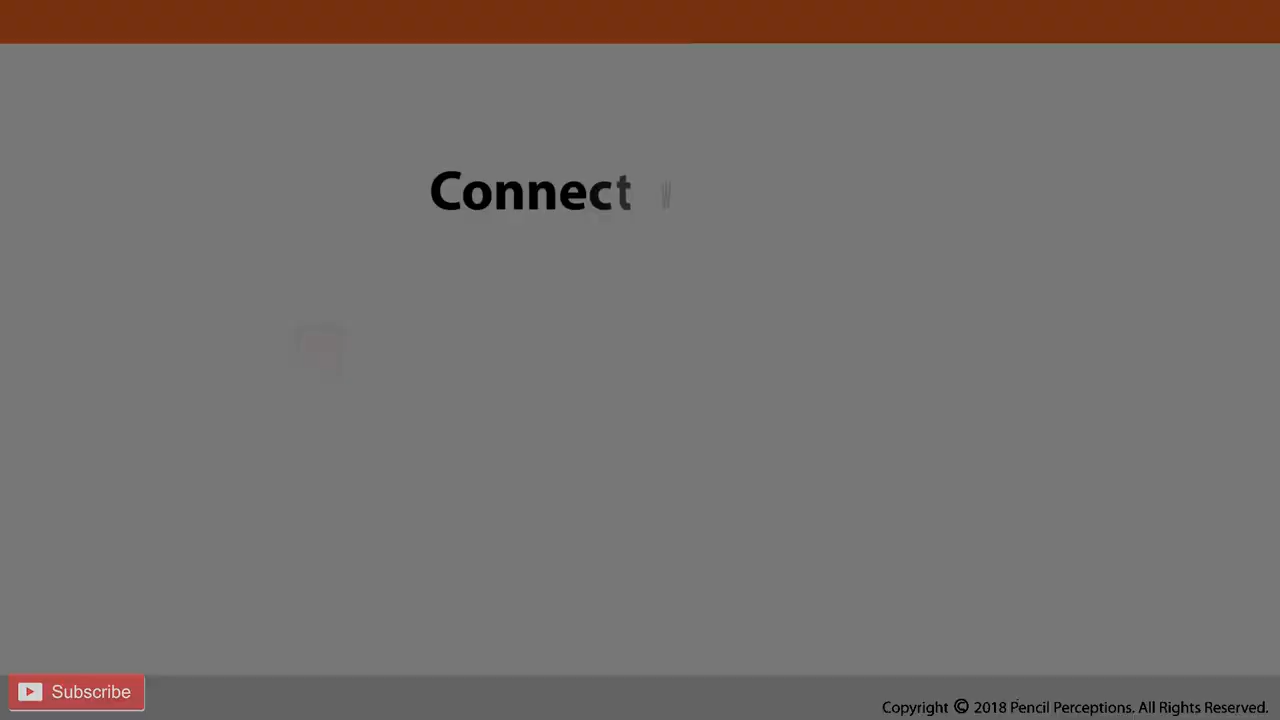 Connect
Subscribe
Copyright © 2018 Pencil Perceptions. All Rights Reserved.